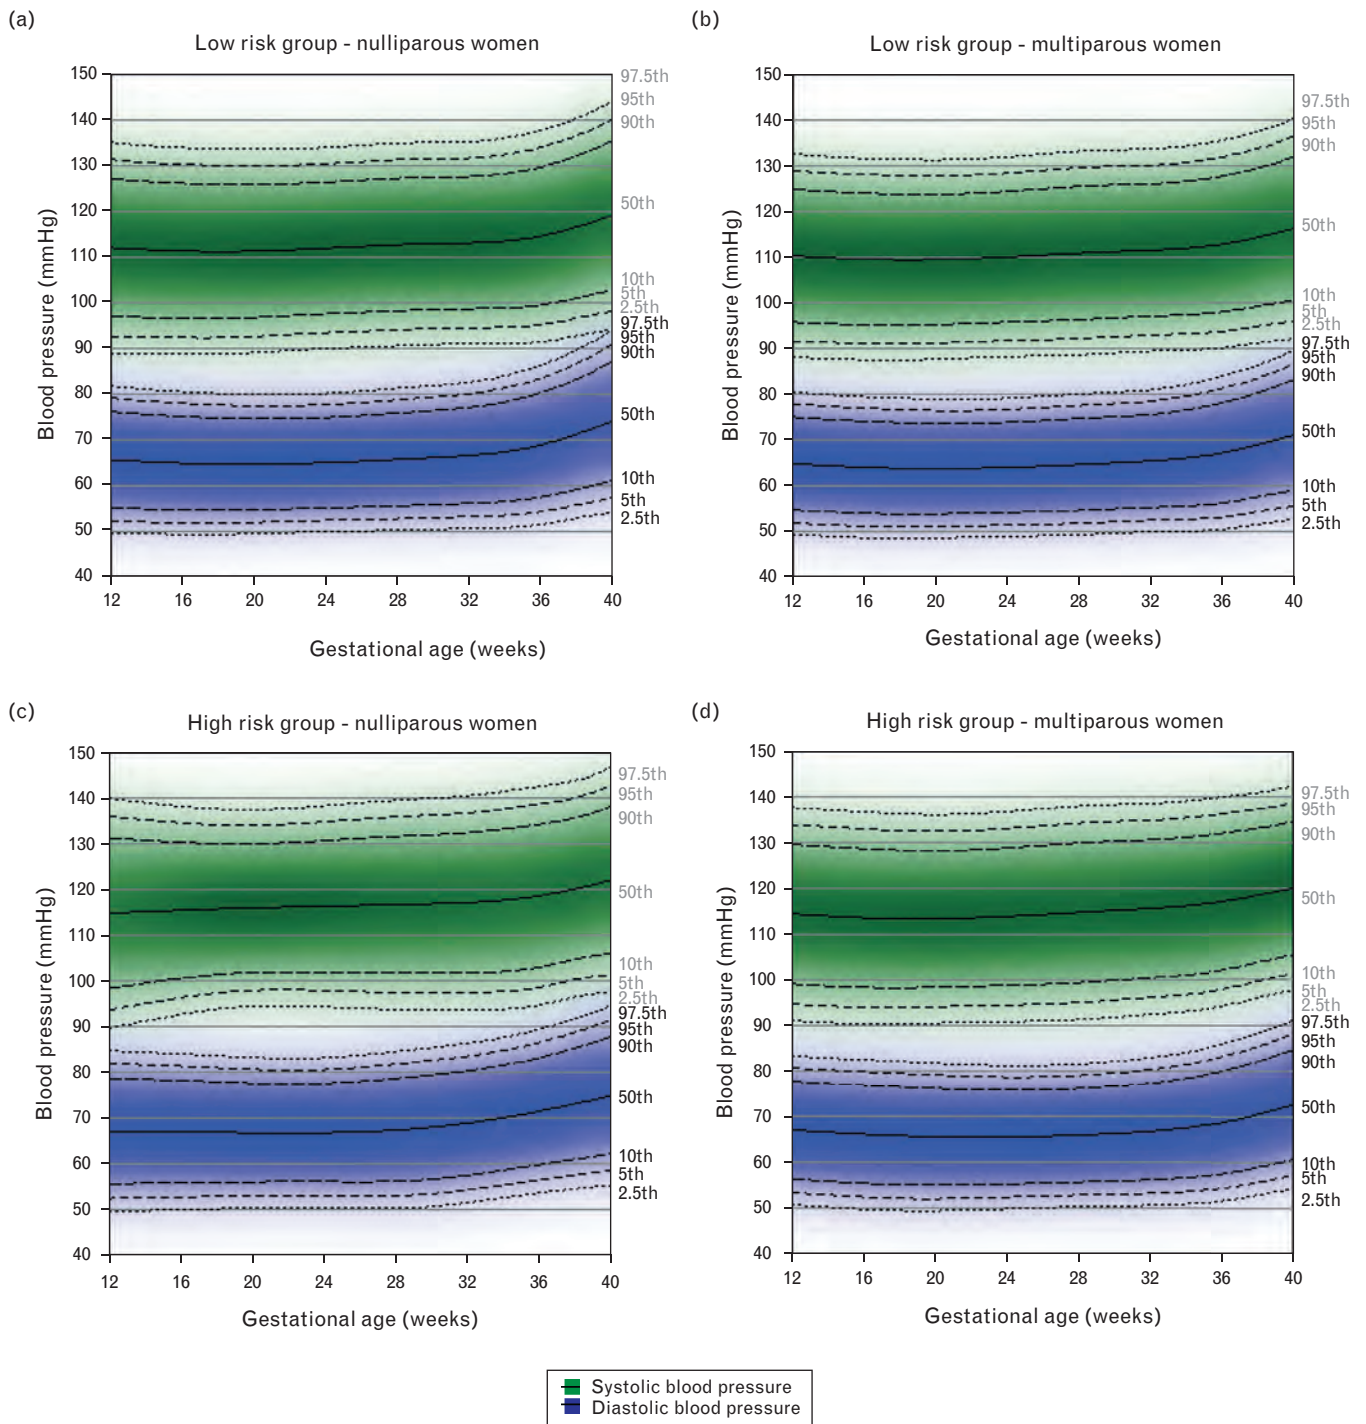 (a)
Low risk group - nulliparous women
150
140
130
120
110
100
90
80
70
60
50
40
Blood pressure (mmHg)
97.5th
95th
90th
50th
10th
5th
2.5th
97.5th
95th
90th
50th
10th
5th
2.5th
12 16 20 24 28 32 36 40
Gestational age (weeks)
(b)
Low risk group - multiparous women
150
140
130
120
110
100
90
80
70
60
50
40
Blood pressure (mmHg)
97.5th
95th
90th
50th
10th
5th
2.5th
97.5th
95th
90th
50th
10th
5th
2.5th
12 16 20 24 28 32 36 40
Gestational age (weeks)
(c)
High risk group - nulliparous women
150
140
130
120
110
100
90
80
70
60
50
40
Blood pressure (mmHg)
97.5th
95th
90th
50th
10th
5th
2.5th
97.5th
95th
90th
50th
10th
5th
2.5th
12 16 20 24 28 32 36 40
Gestational age (weeks)
(d)
High risk group - multiparous women
150
140
130
120
110
100
90
80
70
60
50
40
Blood pressure (mmHg)
97.5th
95th
90th
50th
10th
5th
2.5th
97.5th
95th
90th
50th
10th
5th
2.5th
12 16 20 24 28 32 36 40
Gestational age (weeks)
Systolic blood pressure
Diastolic blood pressure